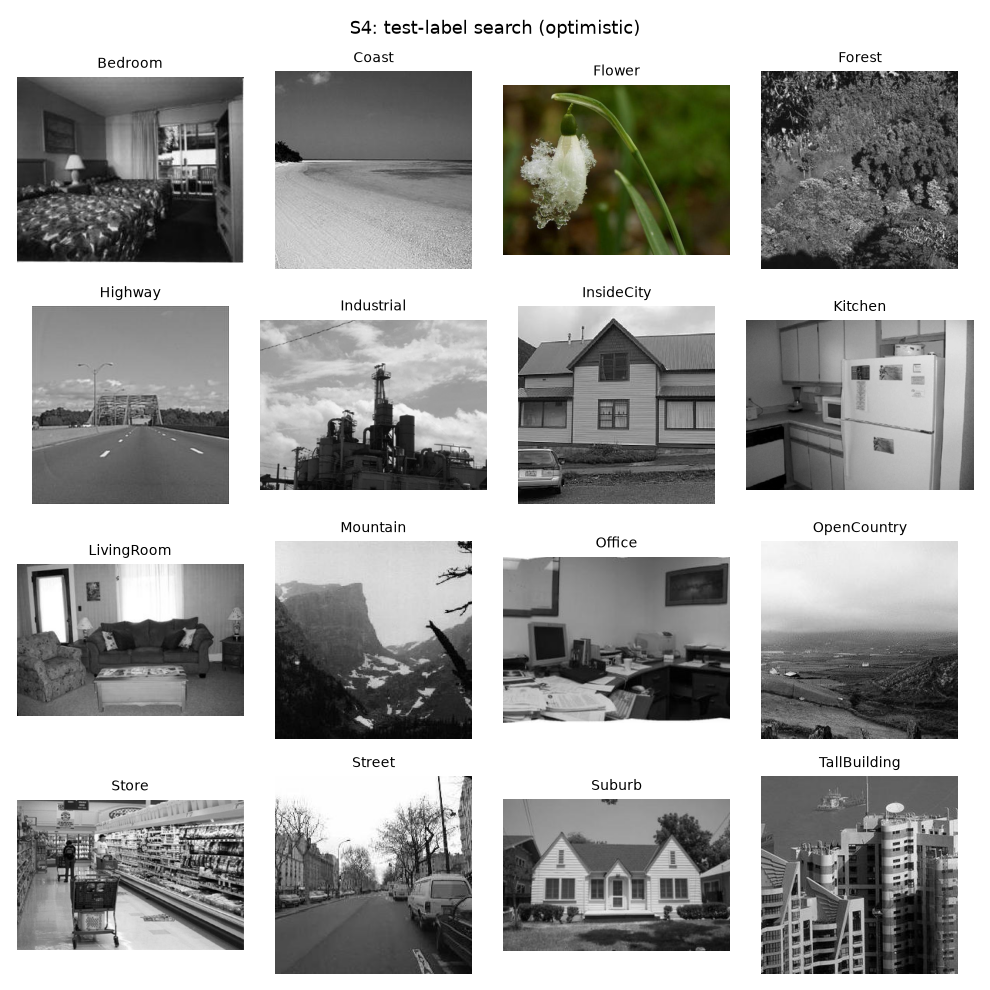 S4: test-label search (optimistic)
Bedroom
Coast
Flower
Forest
Highway
Industrial
InsideCity
Kitchen
LivingRoom
Mountain
Office
OpenCountry
Store
Street
Suburb
TallBuilding